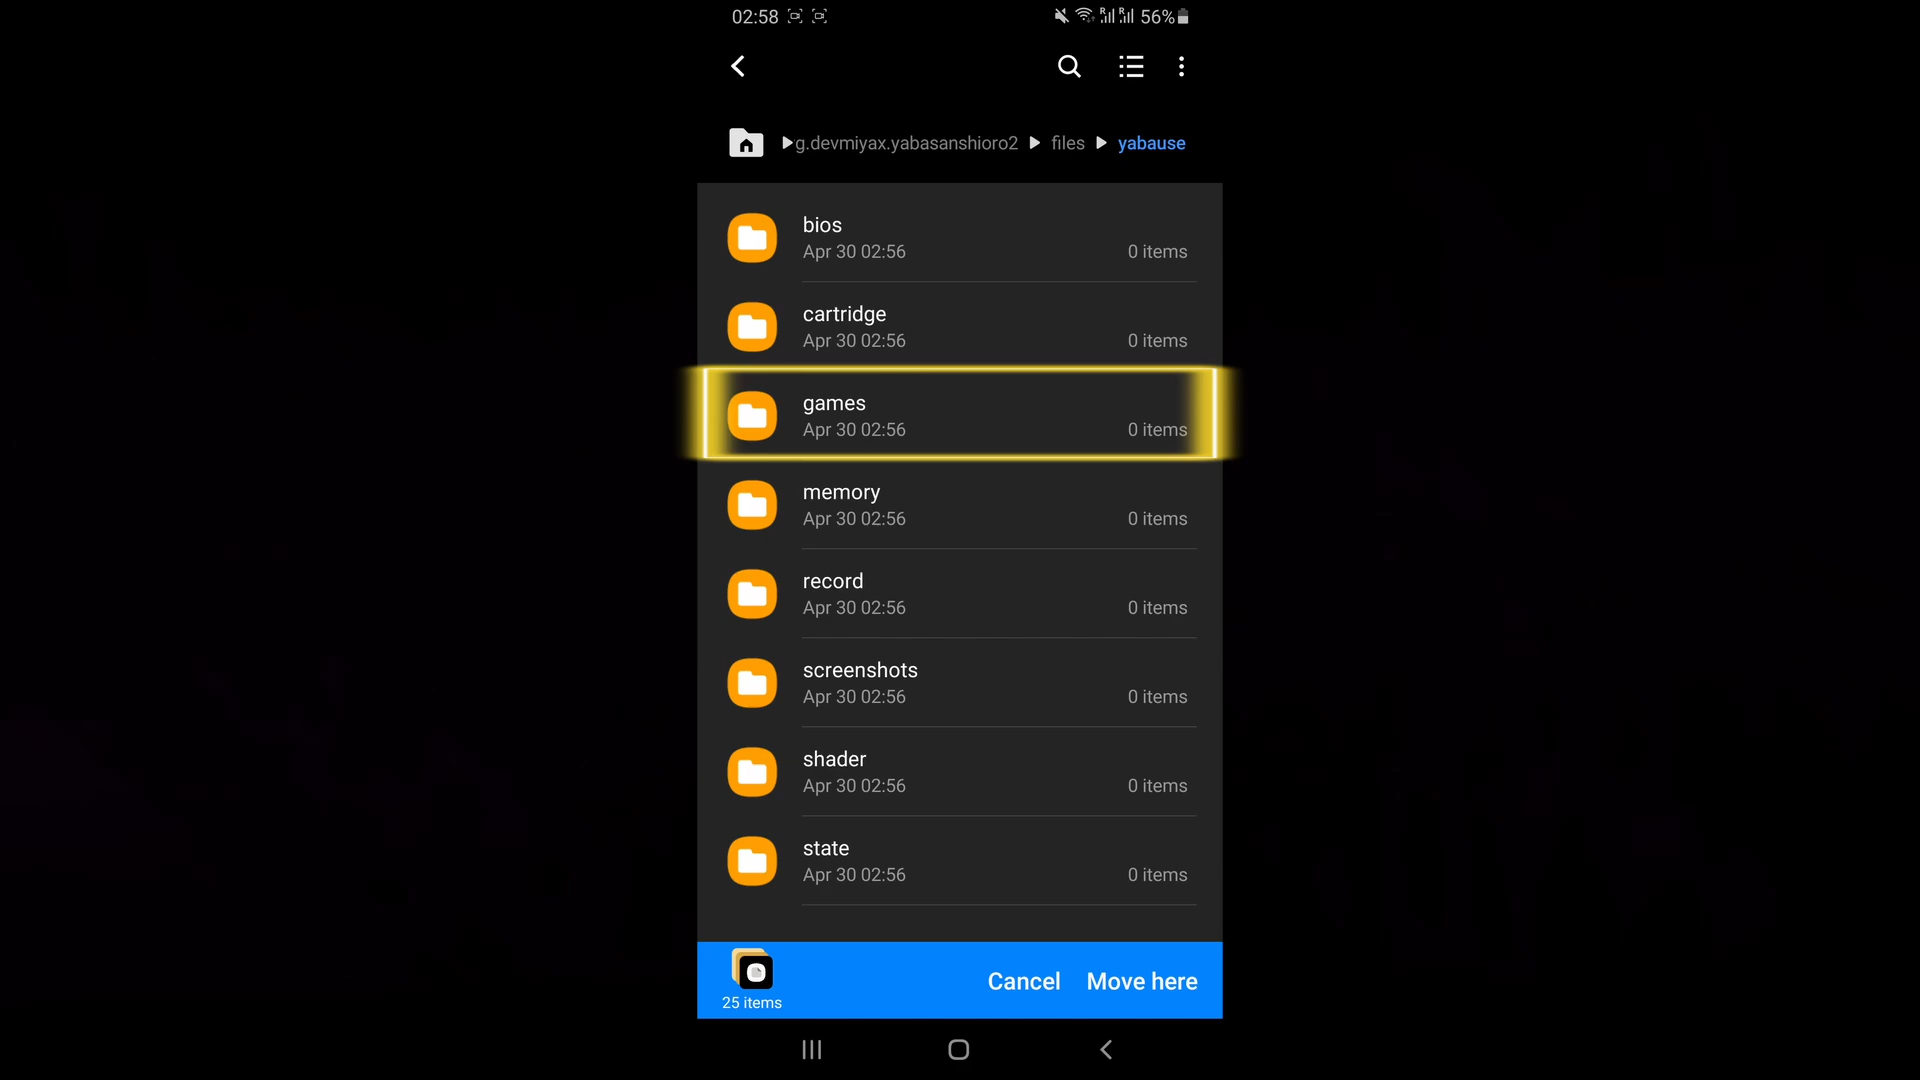 02:58 56%
g.devmiyax.yabasanshioro2 files yabause
bios
Apr 30 02:56 0 items
cartridge
Apr 30 02:56 0 items
games
Apr 30 02:56 0 items
memory
Apr 30 02:56 0 items
record
Apr 30 02:56 0 items
screenshots
Apr 30 02:56 0 items
shader
Apr 30 02:56 0 items
state
Apr 30 02:56 0 items
25 items Cancel Move here